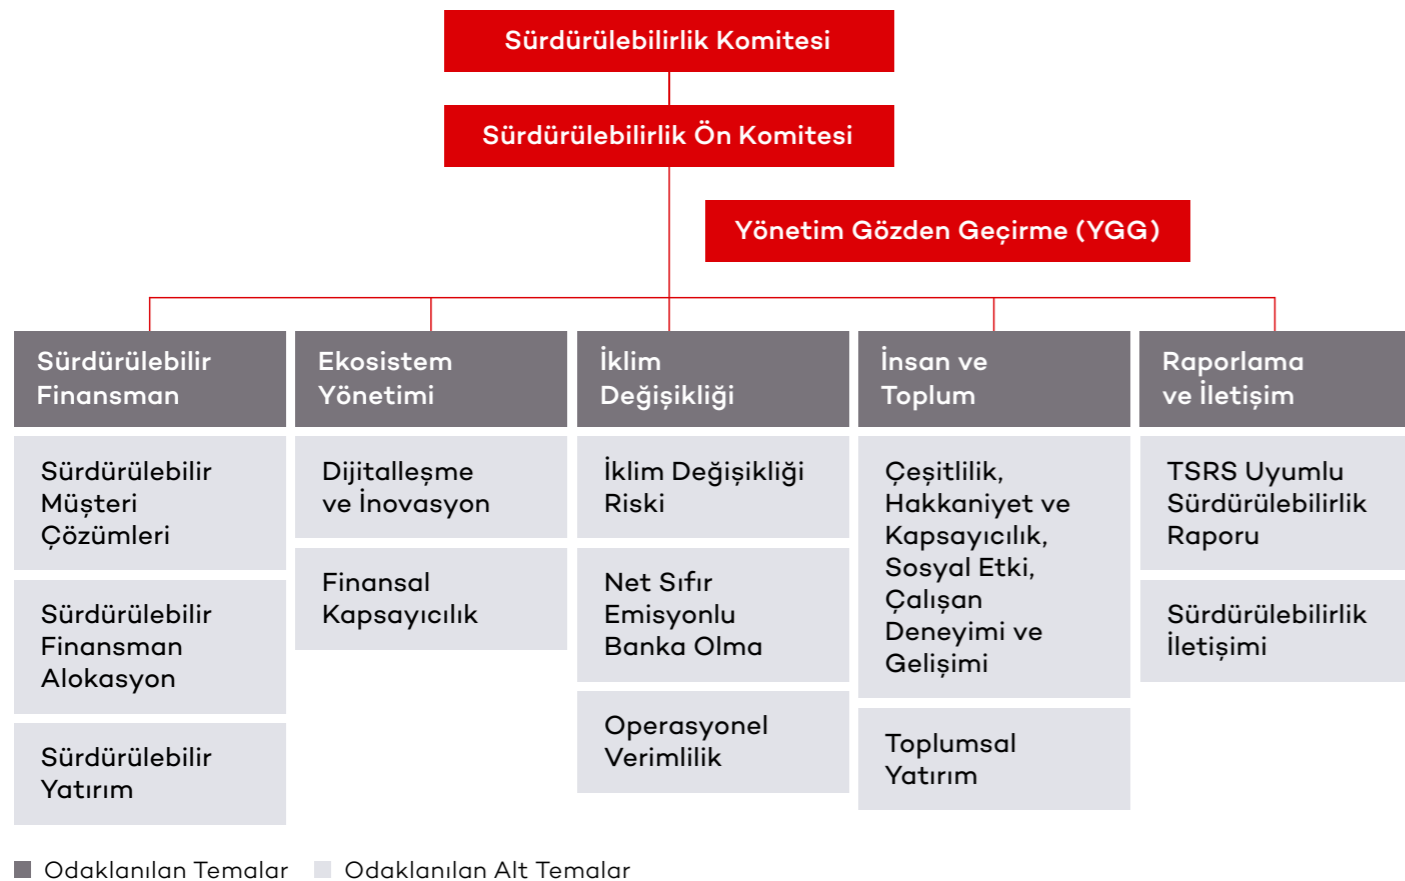 Sürdürülebilirlik Komitesi
Sürdürülebilirlik Ön Komitesi
Yönetim Gözden Geçirme (YGG)
Sürdürülebilir
Finansman
Sürdürülebilir
Müşteri
Çözümleri
Sürdürülebilir
Finansman
Alokasyon
Sürdürülebilir
Yatırım
Ekosistem
Yönetimi
Dijitalleşme
ve İnovasyon
Finansal
Kapsayıcılık
İklim
Değişikliği
İklim Değişikliği
Riski
Net Sıfır
Emisyonlu
Banka Olma
Operasyonel
Verimlilik
İnsan ve
Toplum
Çeşitlilik,
Hakkaniyet ve
Kapsayıcılık,
Sosyal Etki,
Çalışan
Deneyimi ve
Gelişimi
Toplumsal
Yatırım
Raporlama
ve İletişim
TSRS Uyumlu
Sürdürülebilirlik
Raporu
Sürdürülebilirlik
İletişimi
Odaklanılan Temalar
Odaklanılan Alt Temalar